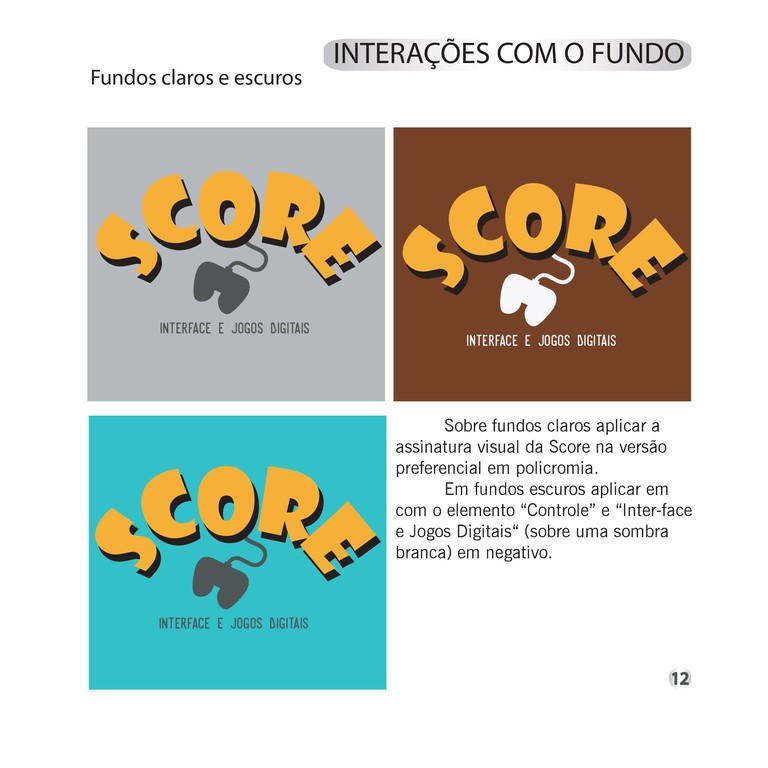 INTERAÇÕES COM O FUNDO
Fundos claros e escuros
SCORE
INTERFACE E JOGOS DIGITAIS
SCORE
INTERFACE E JOGOS DIGITAIS
SCORE
INTERFACE E JOGOS DIGITAIS
Sobre fundos claros aplicar a
assinatura visual da Score na versão
preferencial em policromia.
Em fundos escuros aplicar em
com o elemento “Controle” e “Inter-face
e Jogos Digitais“ (sobre uma sombra
branca) em negativo.
12